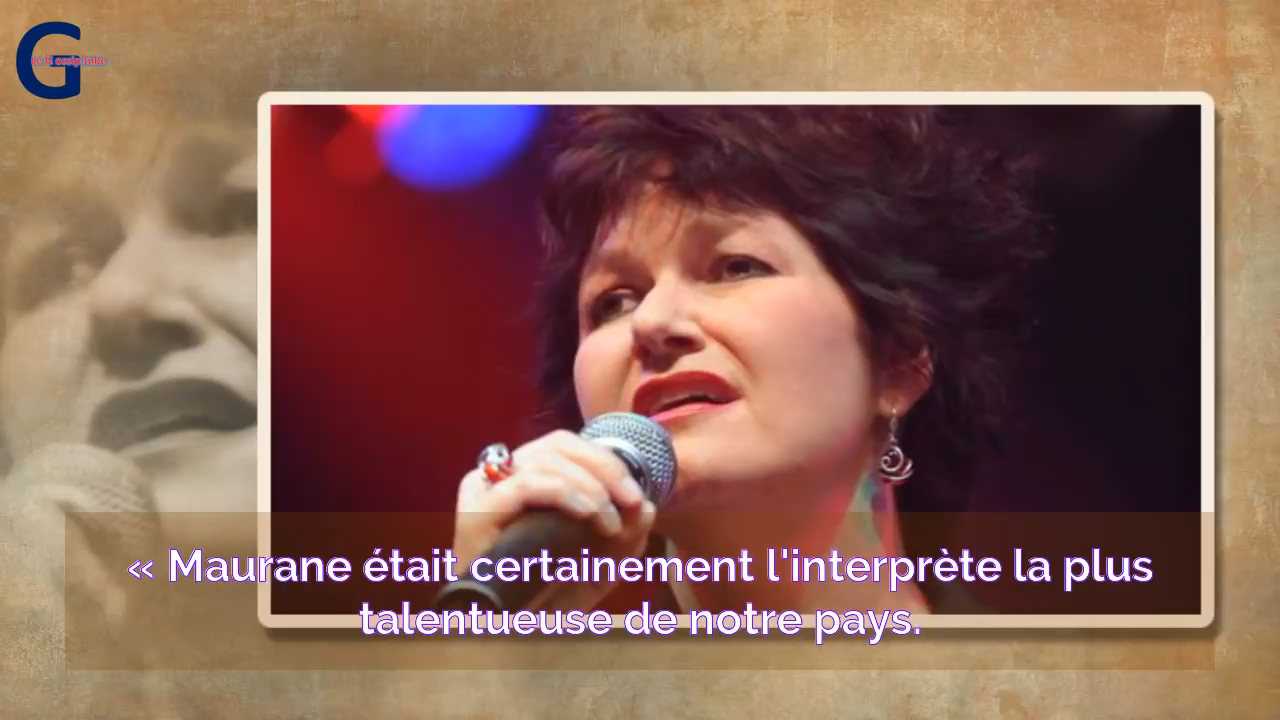 G
« Maurane était certainement l'interprète la plus
talentueuse de notre pays.